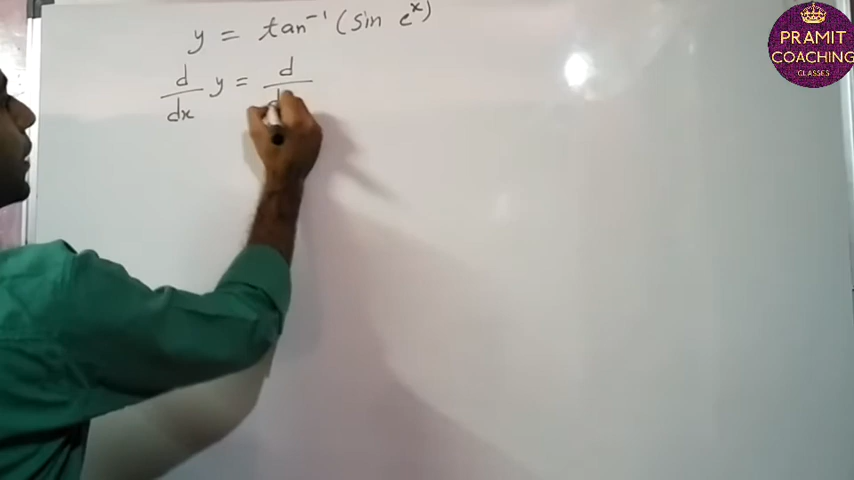 y = tan⁻¹ (sin eˣ)
d/dx y = d/d
PRAMIT
COACHING
CLASSES